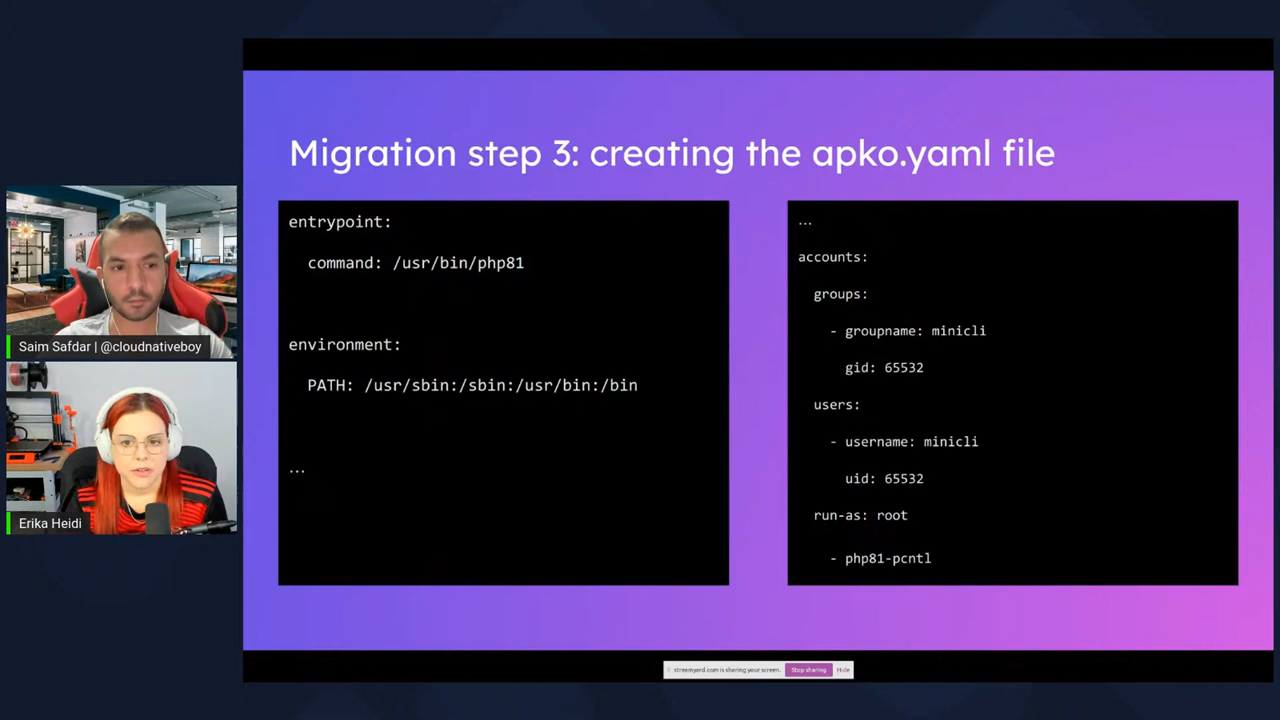 Migration step 3: creating the apko.yaml file
entrypoint:
command: /usr/bin/php81
environment:
PATH: /usr/sbin:/sbin:/usr/bin:/bin
...
...
accounts:
groups:
- groupname: minicli
gid: 65532
users:
- username: minicli
uid: 65532
run-as: root
- php81-pcntl
Saim Safdar | @cloudnativeboy
Erika Heidi
streamyard.com is sharing your screen.
Stop sharing
Hide